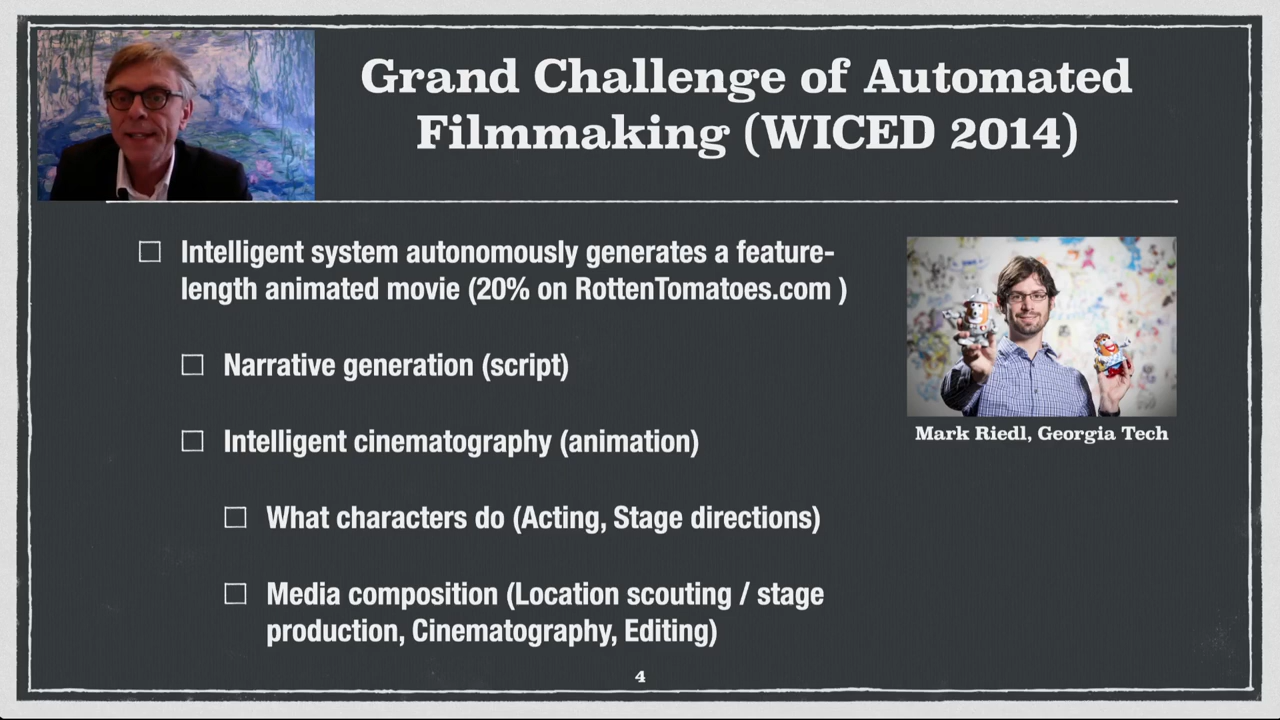 Grand Challenge of Automated
Filmmaking (WICED 2014)
Intelligent system autonomously generates a feature-
length animated movie (20% on RottenTomatoes.com )
Narrative generation (script)
Intelligent cinematography (animation)
What characters do (Acting, Stage directions)
Media composition (Location scouting / stage
production, Cinematography, Editing)
Mark Riedl, Georgia Tech
4